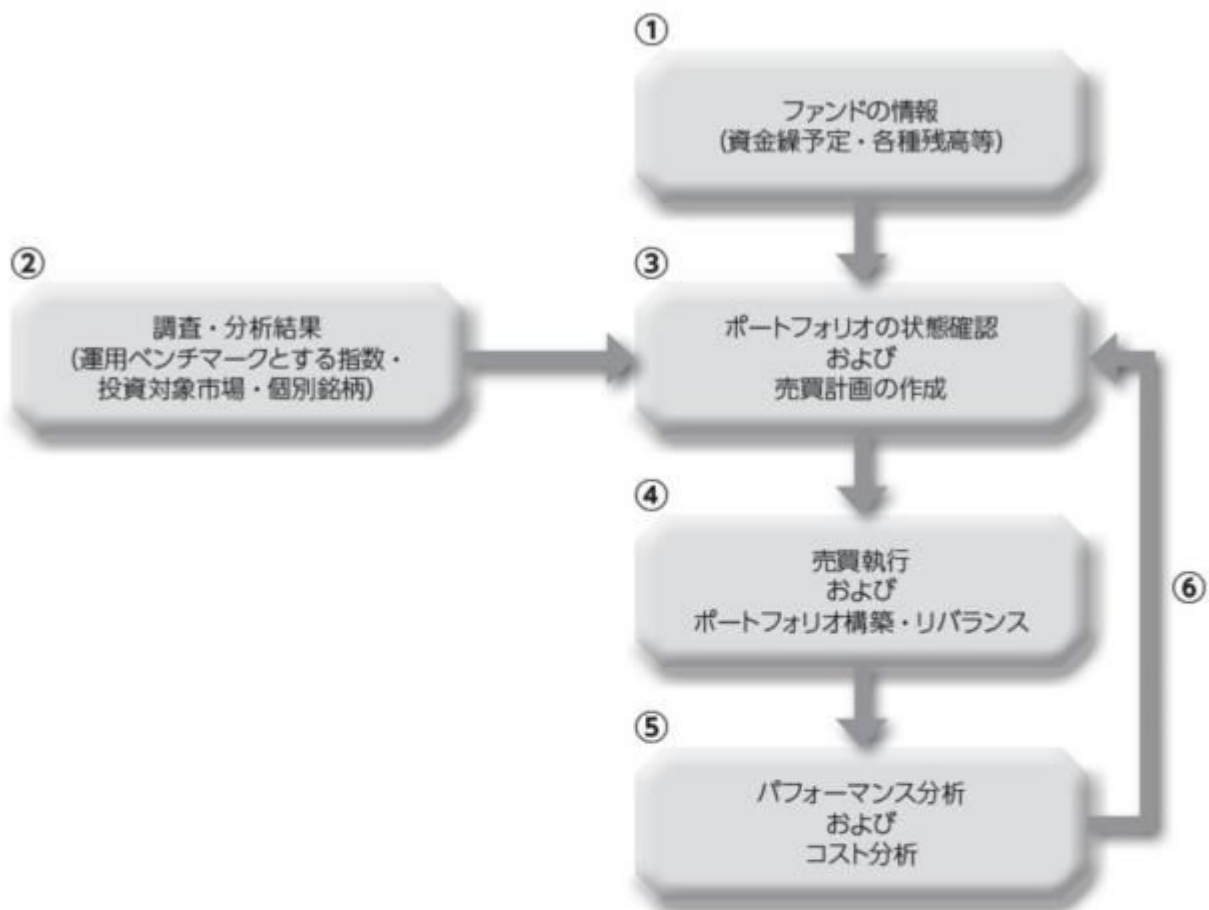 ①
ファンドの情報
(資金繰予定・各種残高等)
②
調査・分析結果
(運用ベンチマークとする指数・
投資対象市場・個別銘柄)
③
ポートフォリオの状態確認
および
売買計画の作成
④
売買執行
および
ポートフォリオ構築・リバランス
⑥
⑤
パフォーマンス分析
および
コスト分析